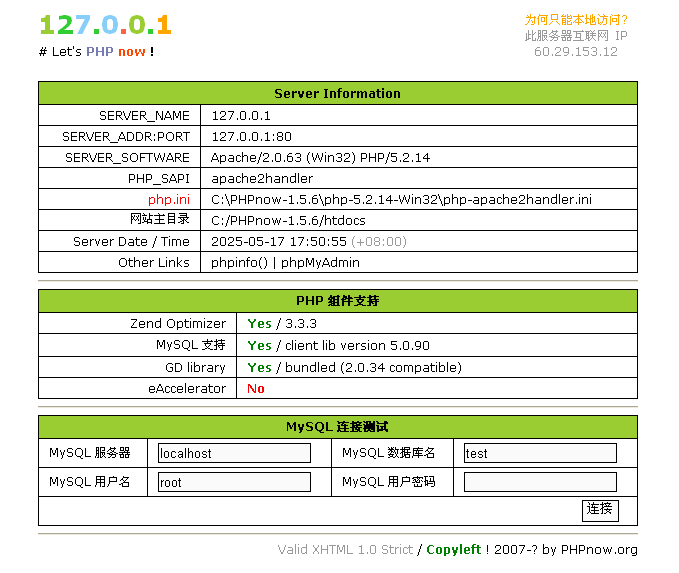 127.0.0.1
为何只能本地访问?
# Let's PHP now !
此服务器互联网 IP
60.29.153.12
Server Information
SERVER_NAME 127.0.0.1
SERVER_ADDR:PORT 127.0.0.1:80
SERVER_SOFTWARE Apache/2.0.63 (Win32) PHP/5.2.14
PHP_SAPI apache2handler
php.ini C:\PHPnow-1.5.6\php-5.2.14-Win32\php-apache2handler.ini
网站主目录 C:/PHPnow-1.5.6/htdocs
Server Date / Time 2025-05-17 17:50:55 (+08:00)
Other Links phpinfo() | phpMyAdmin
PHP 组件支持
Zend Optimizer Yes / 3.3.3
MySQL 支持 Yes / client lib version 5.0.90
GD library Yes / bundled (2.0.34 compatible)
eAccelerator No
MySQL 连接测试
MySQL 服务器 localhost MySQL 数据库名 test
MySQL 用户名 root MySQL 用户密码
连接
Valid XHTML 1.0 Strict / Copyleft ! 2007-? by PHPnow.org